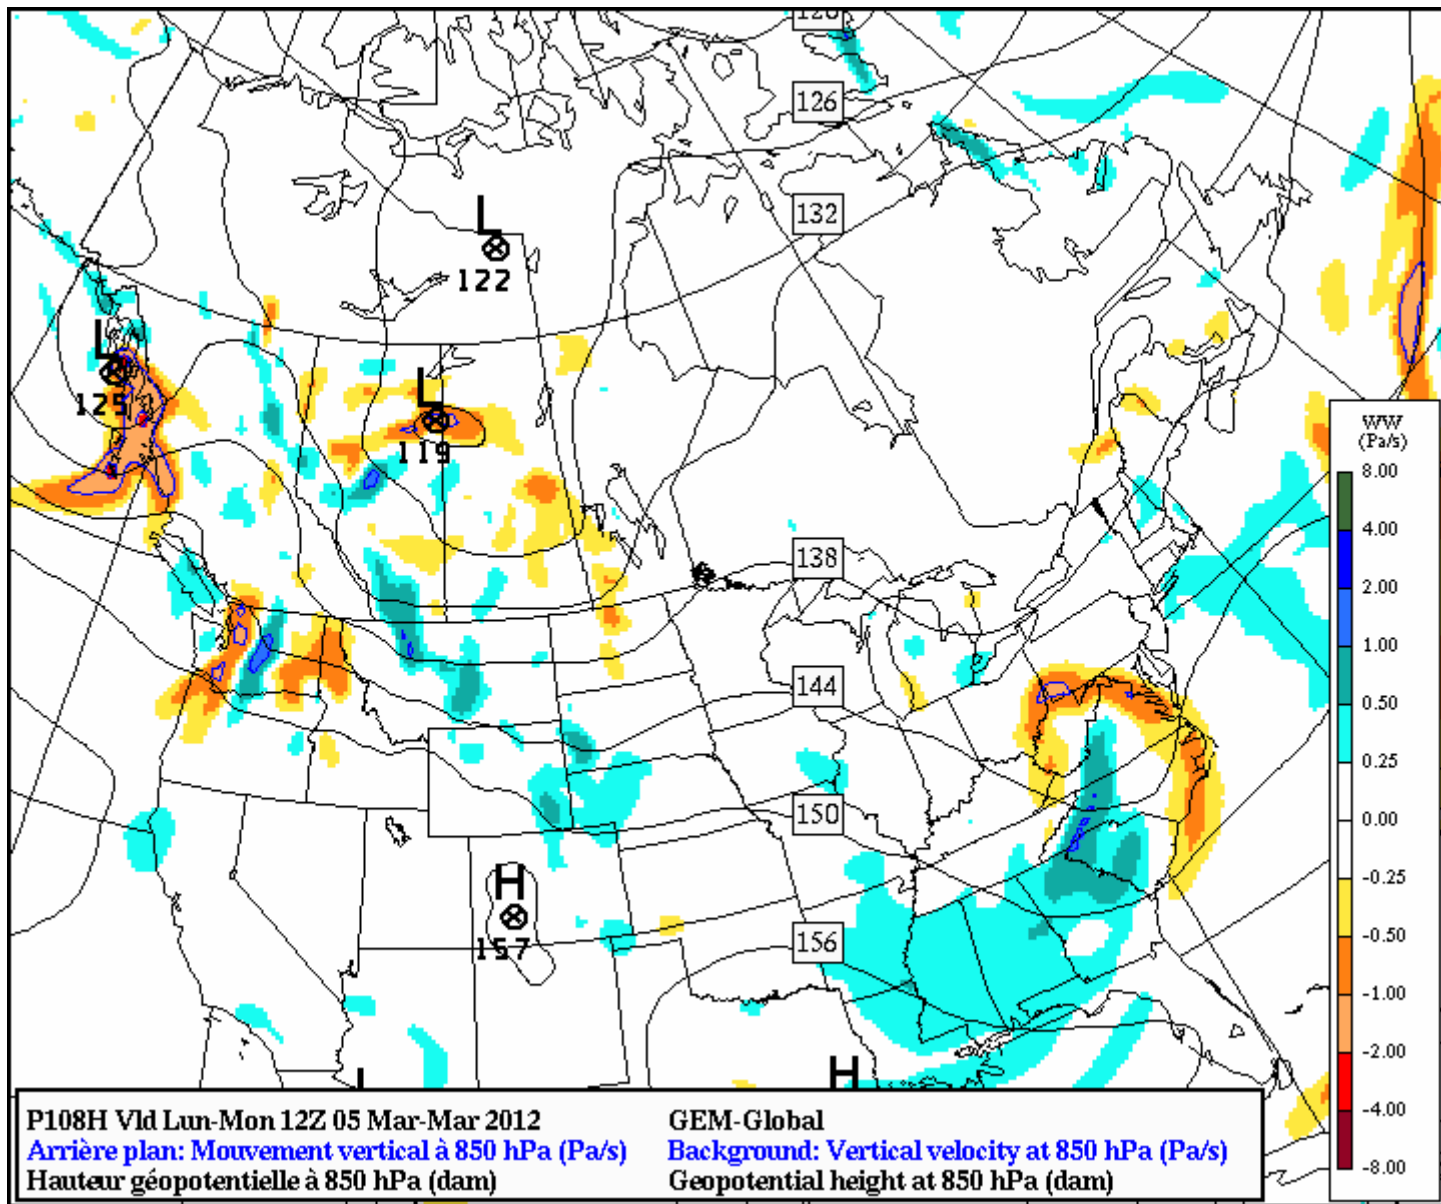 126
132
L
122
L
125
L
119
138
144
150
H
157
156
H
WW
(Pa/s)
8.00
4.00
2.00
1.00
0.50
0.25
0.00
-0.25
-0.50
-1.00
-2.00
-4.00
-8.00
P108H Vld Lun-Mon 12Z 05 Mar-Mar 2012 GEM-Global
Arrière plan: Mouvement vertical à 850 hPa (Pa/s) Background: Vertical velocity at 850 hPa (Pa/s)
Hauteur géopotentielle à 850 hPa (dam) Geopotential height at 850 hPa (dam)